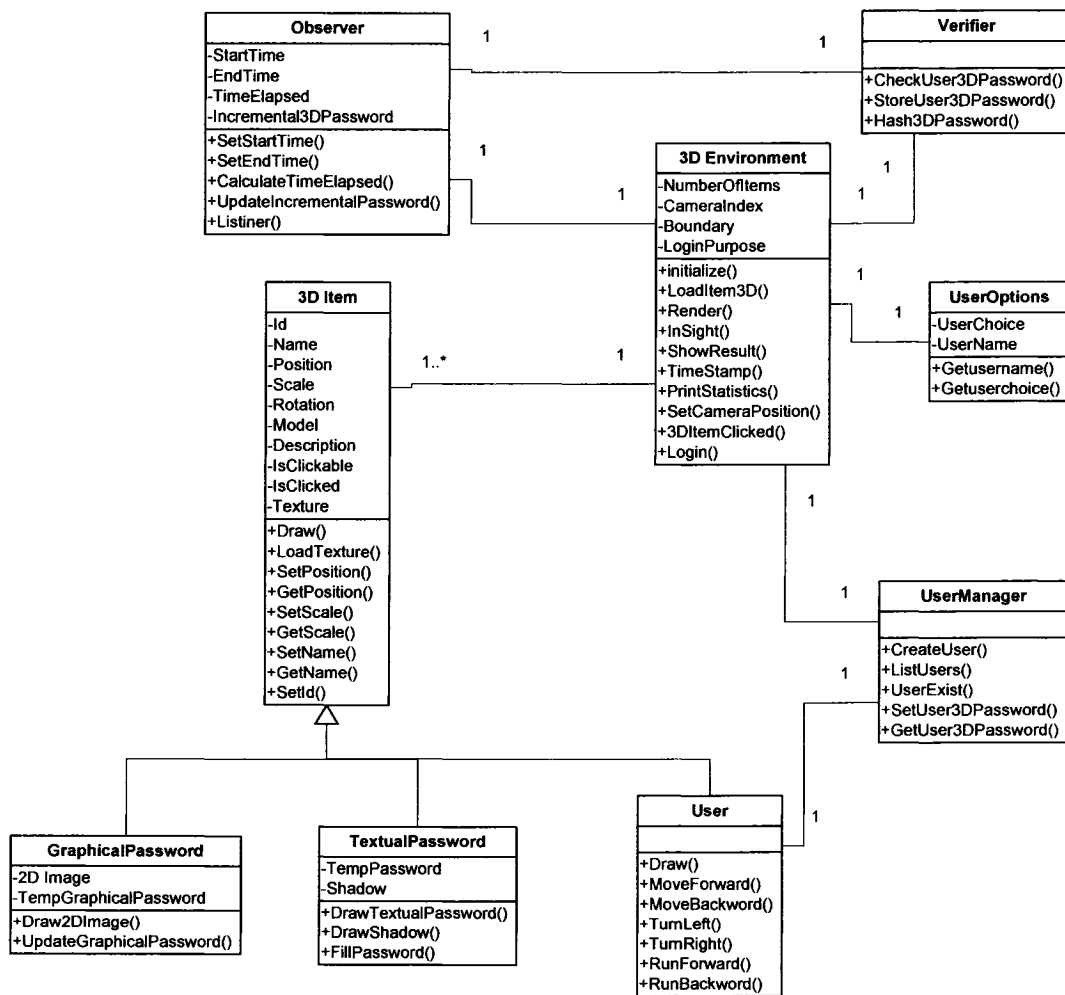 Observer
-StartTime
-EndTime
-TimeElapsed
-Incremental3DPassword
+SetStartTime()
+SetEndTime()
+CalculateTimeElapsed()
+UpdateIncrementalPassword()
+Listiner()
1
1
Verifier
+CheckUser3DPassword()
+StoreUser3DPassword()
+Hash3DPassword()
1
1
1
1
3D Environment
-NumberOfItems
-CameraIndex
-Boundary
-LoginPurpose
+initialize()
+LoadItem3D()
+Render()
+InSight()
+ShowResult()
+TimeStamp()
+PrintStatistics()
+SetCameraPosition()
+3DItemClicked()
+Login()
1
1
UserOptions
-UserChoice
-UserName
+Getusername()
+Getuserchoice()
3D Item
-Id
-Name
-Position
-Scale
-Rotation
-Model
-Description
-IsClickable
-IsClicked
-Texture
+Draw()
+LoadTexture()
+SetPosition()
+GetPosition()
+SetScale()
+GetScale()
+SetName()
+GetName()
+SetId()
1..*
1
1
1
UserManager
+CreateUser()
+ListUsers()
+UserExist()
+SetUser3DPassword()
+GetUser3DPassword()
1
1
GraphicalPassword
-2D Image
-TempGraphicalPassword
+Draw2DImage()
+UpdateGraphicalPassword()
TextualPassword
-TempPassword
-Shadow
+DrawTextualPassword()
+DrawShadow()
+FillPassword()
User
+Draw()
+MoveForward()
+MoveBackword()
+TurnLeft()
+TurnRight()
+RunForward()
+RunBackword()